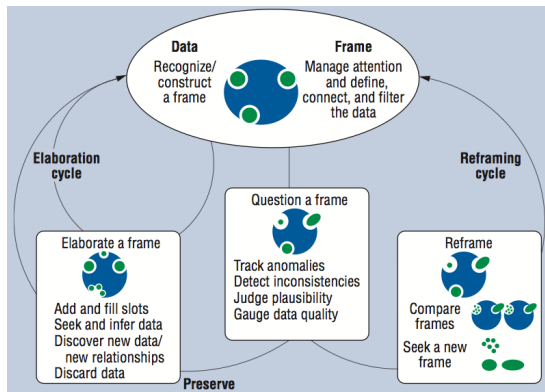 Data
Recognize/
construct
a frame
Frame
Manage attention
and define,
connect, and filter
the data
Elaboration
cycle
Reframing
cycle
Elaborate a frame
Add and fill slots
Seek and infer data
Discover new data/
new relationships
Discard data
Question a frame
Track anomalies
Detect inconsistencies
Judge plausibility
Gauge data quality
Reframe
Compare
frames
Seek a new
frame
Preserve